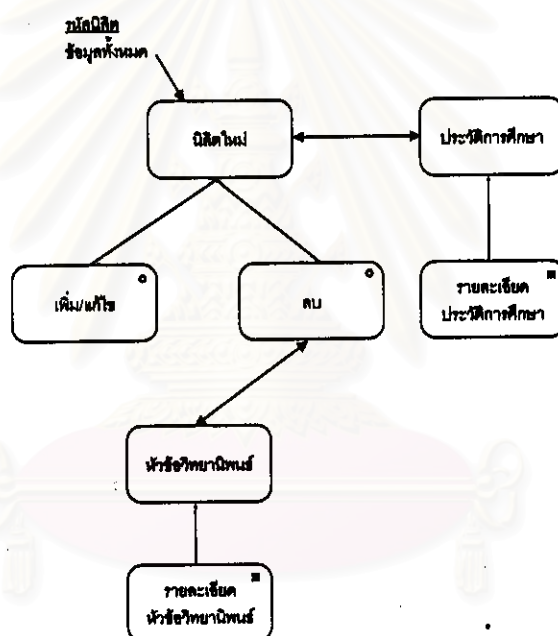 รหัสนิสิต
ข้อมูลทั้งหมด
นิสิตใหม่
ประวัติการศึกษา
เพิ่ม/แก้ไข
ลบ
รายละเอียด
ประวัติการศึกษา
หัวข้อวิทยานิพนธ์
รายละเอียด
หัวข้อวิทยานิพนธ์